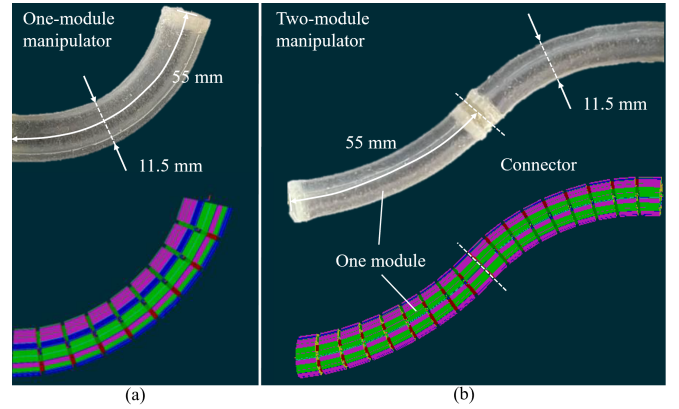 One-module
manipulator
55 mm
11.5 mm
(a)
Two-module
manipulator
11.5 mm
55 mm
Connector
One module
(b)